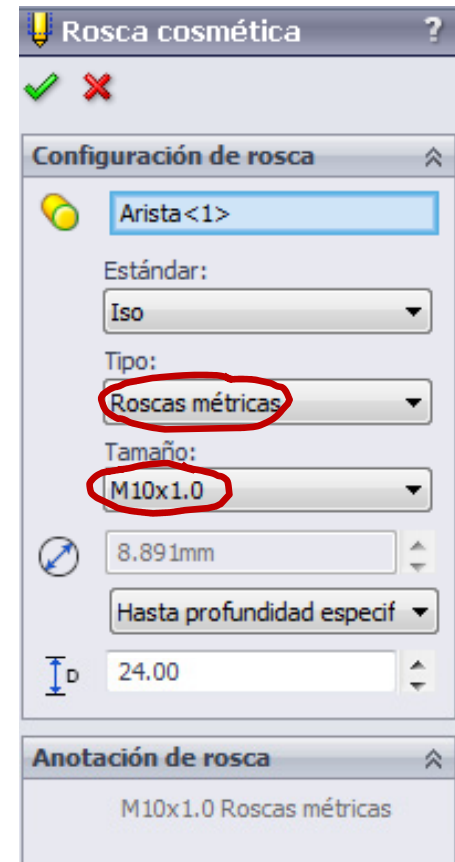 Rosca cosmética ?
Configuración de rosca
Arista<1>
Estándar:
Iso
Tipo:
Roscas métricas
Tamaño:
M10x1.0
8.891mm
Hasta profundidad especif
D 24.00
Anotación de rosca
M10x1.0 Roscas métricas